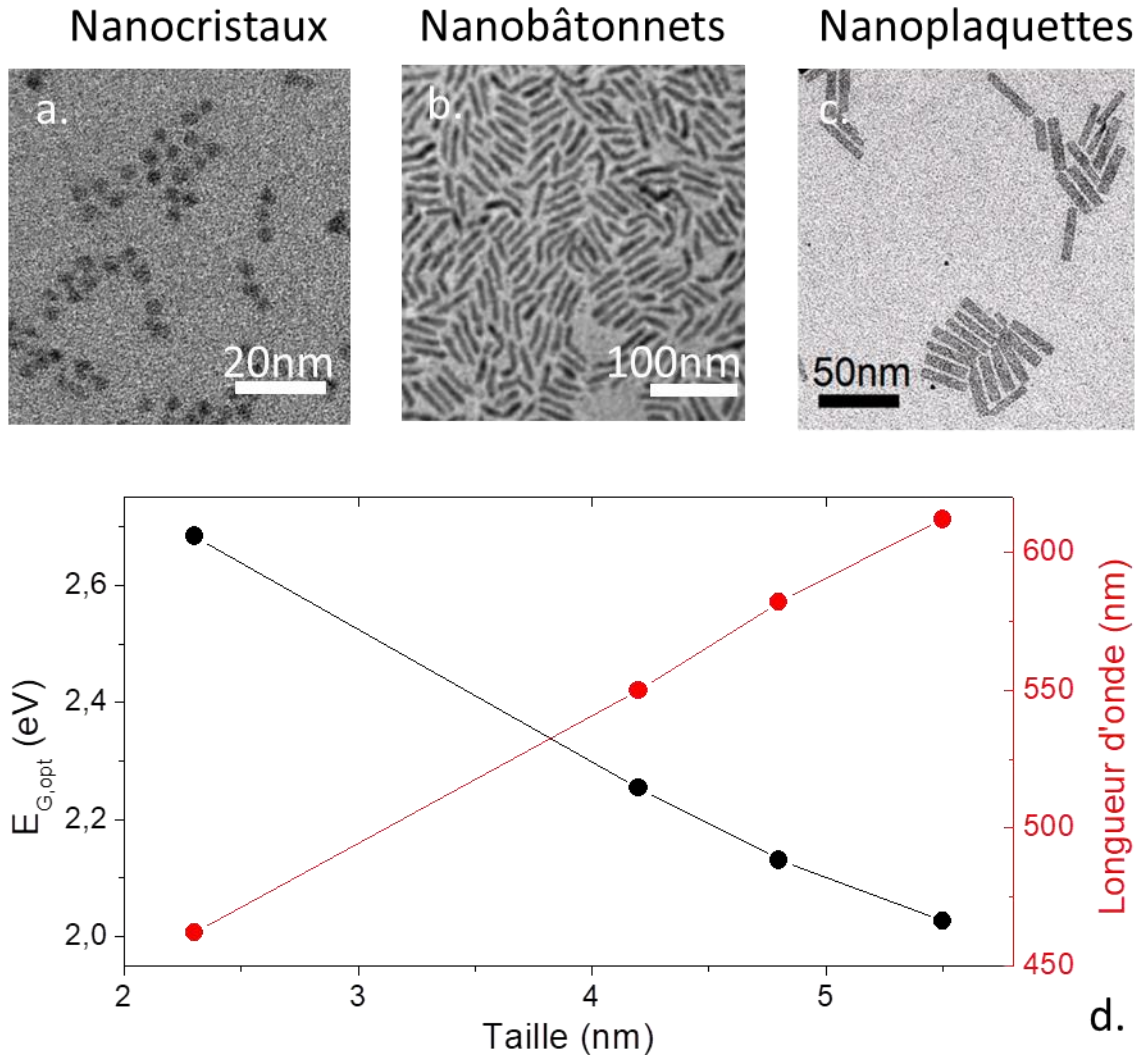 Nanocristaux
Nanobâtonnets
Nanoplaquettes
a.
b.
c.
20nm
100nm
50nm
2,6
2,4
2,2
2,0
E_G,opt (eV)
600
550
500
450
Longueur d'onde (nm)
2
3
4
5
Taille (nm)
d.